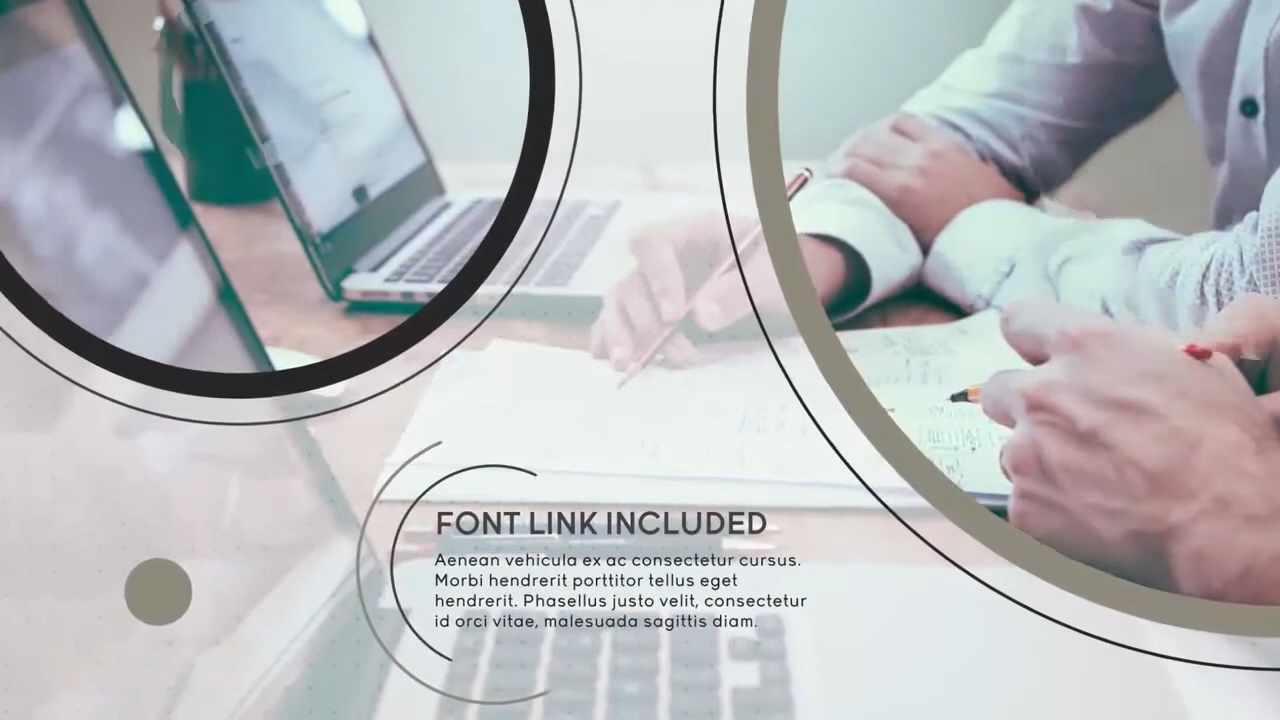 FONT LINK INCLUDED
Aenean vehicula ex ac consectetur cursus.
Morbi hendrerit porttitor tellus eget
hendrerit. Phasellus justo velit, consectetur
id orci vitae, malesuada sagittis diam.